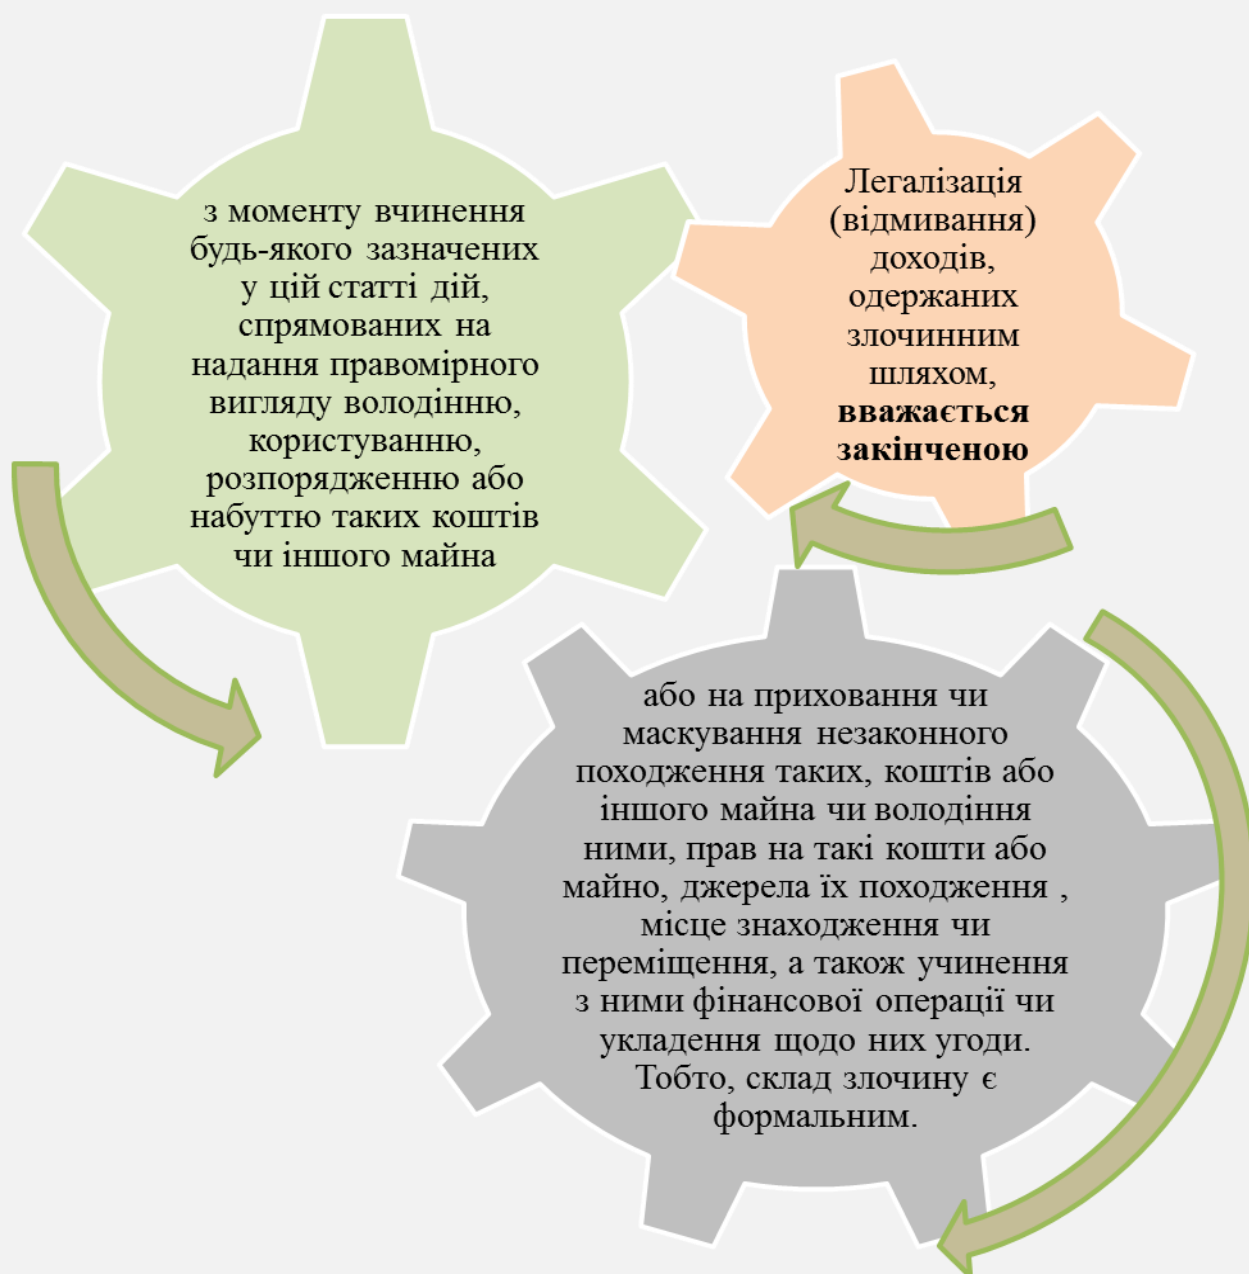 Легалізація
(відмивання)
доходів,
одержаних
злочинним
шляхом,
вважається
закінченою
з моменту вчинення
будь-якого зазначених
у цій статті дій,
спрямованих на
надання правомірного
вигляду володінню,
користуванню,
розпорядженню або
набуттю таких коштів
чи іншого майна
або на приховання чи
маскування незаконного
походження таких, коштів або
іншого майна чи володіння
ними, прав на такі кошти або
майно, джерела їх походження ,
місце знаходження чи
переміщення, а також учинення
з ними фінансової операції чи
укладення щодо них угоди.
Тобто, склад злочину є
формальним.